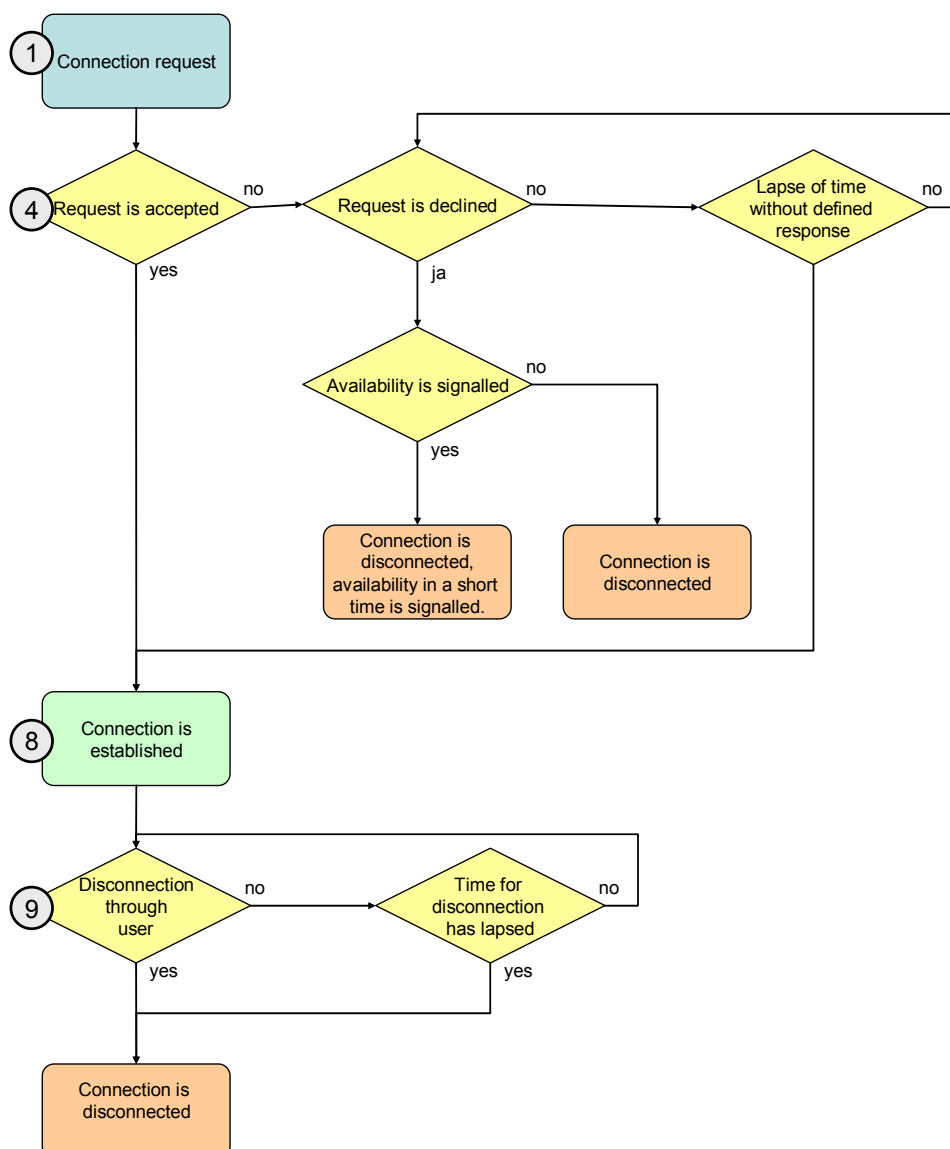 1
Connection request
4
Request is accepted
no
Request is declined
no
Lapse of time
without defined
response
no
yes
ja
Availability is signalled
no
yes
Connection is
disconnected,
availability in a short
time is signalled.
Connection is
disconnected
8
Connection is
established
9
Disconnection
through
user
no
Time for
disconnection
has lapsed
no
yes
yes
Connection is
disconnected